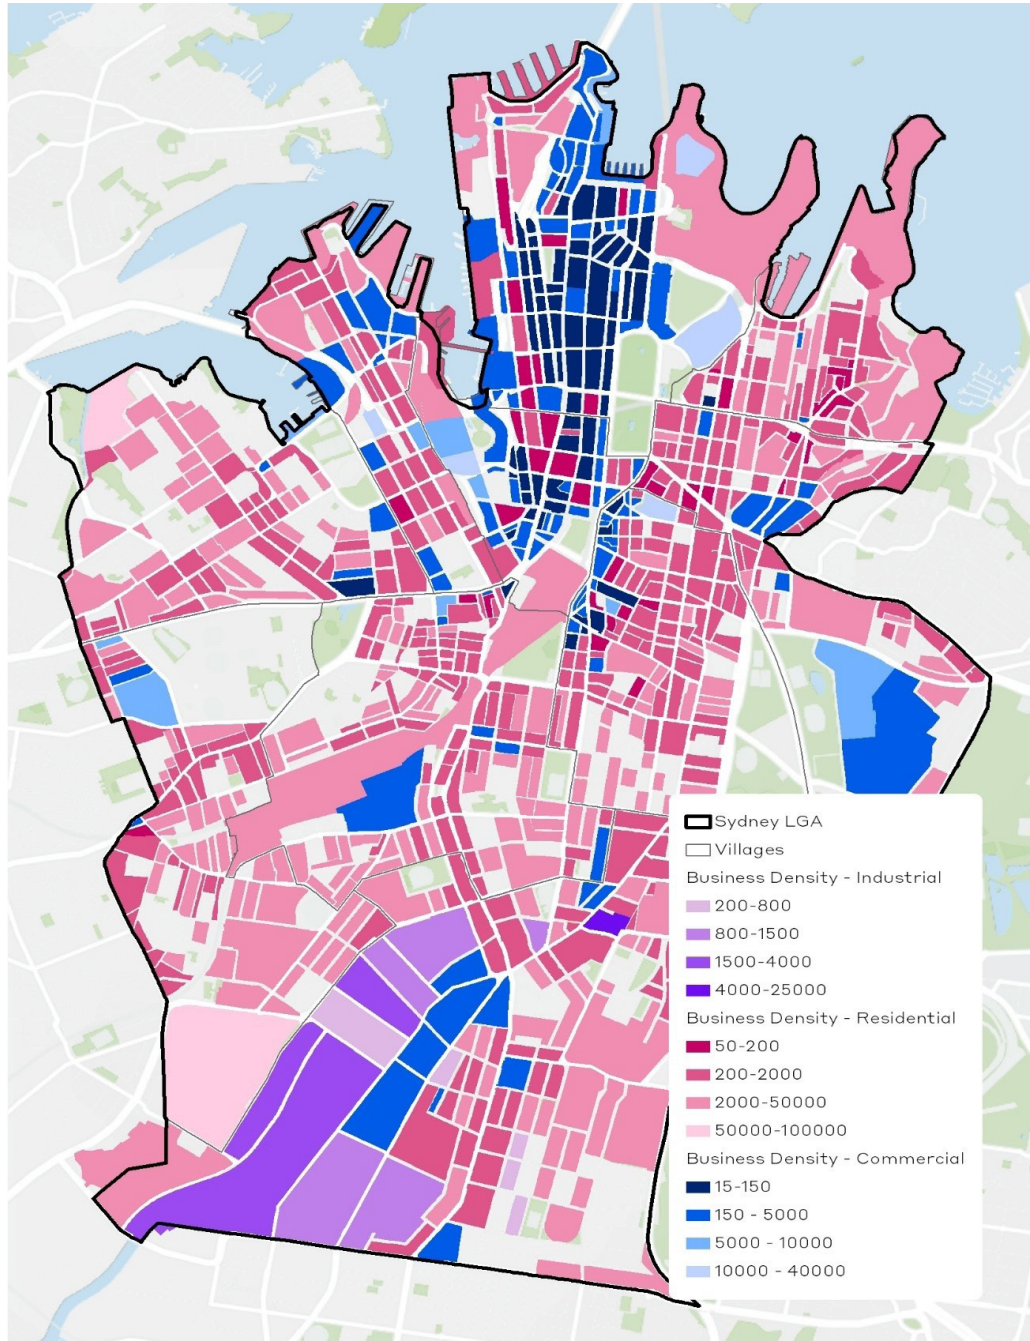 Sydney LGA
Villages
Business Density - Industrial
200-800
800-1500
1500-4000
4000-25000
Business Density - Residential
50-200
200-2000
2000-50000
50000-100000
Business Density - Commercial
15-150
150 - 5000
5000 - 10000
10000 - 40000